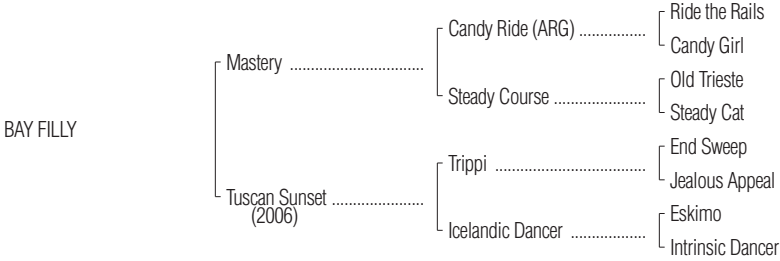 Ride the Rails
Candy Ride (ARG) ................
Candy Girl
Mastery ................................
Old Trieste
Steady Course ......................
Steady Cat
BAY FILLY
End Sweep
Trippi ....................................
Jealous Appeal
Tuscan Sunset ......................
(2006)
Eskimo
Icelandic Dancer ..................
Intrinsic Dancer